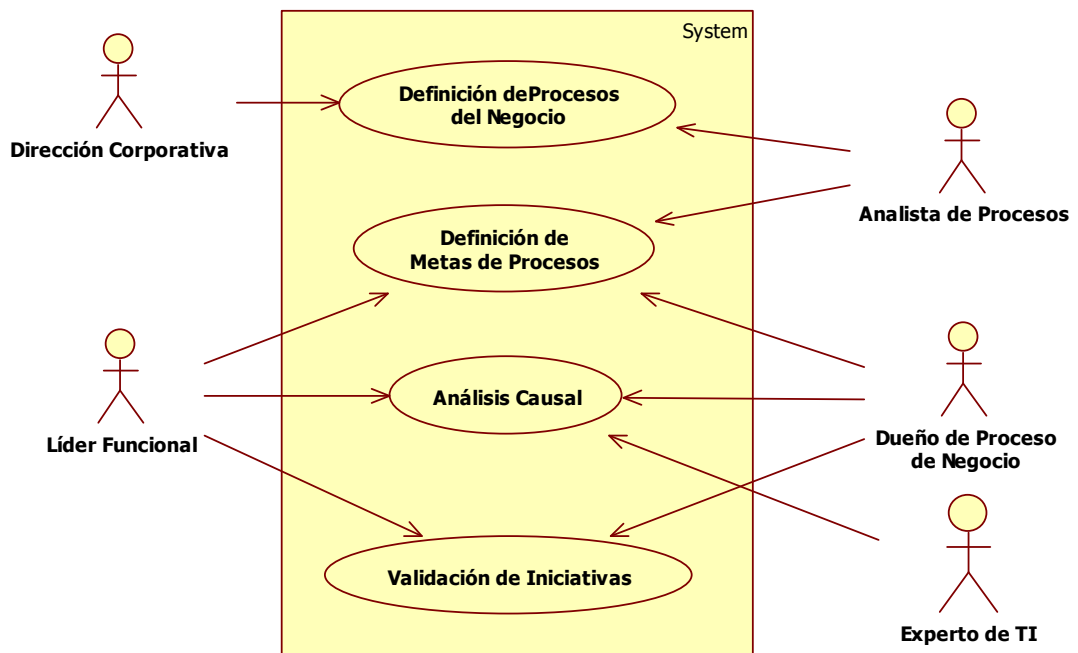 System
Definición deProcesos
del Negocio
Dirección Corporativa
Analista de Procesos
Definición de
Metas de Procesos
Análisis Causal
Líder Funcional
Dueño de Proceso
de Negocio
Validación de Iniciativas
Experto de TI